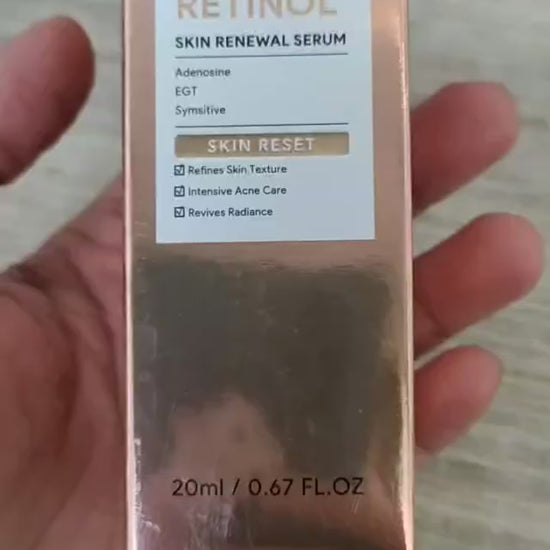 RETINOL
SKIN RENEWAL SERUM
Adenosine
EGT
Symsitive
SKIN RESET
Refines Skin Texture
Intensive Acne Care
Revives Radiance
20ml / 0.67 FL.OZ